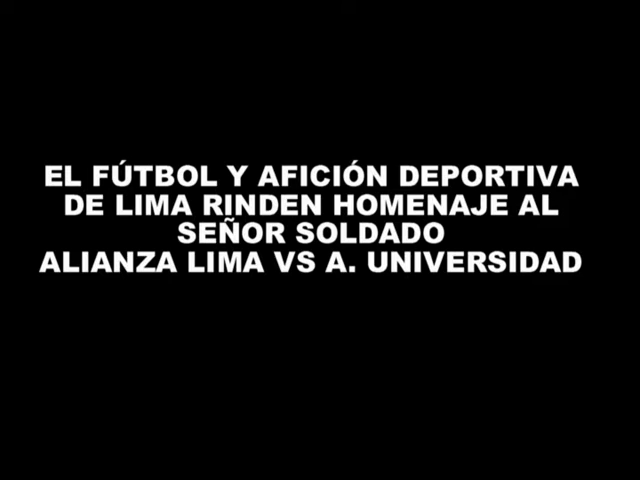 EL FÚTBOL Y AFICIÓN DEPORTIVA
DE LIMA RINDEN HOMENAJE AL
SEÑOR SOLDADO
ALIANZA LIMA VS A. UNIVERSIDAD